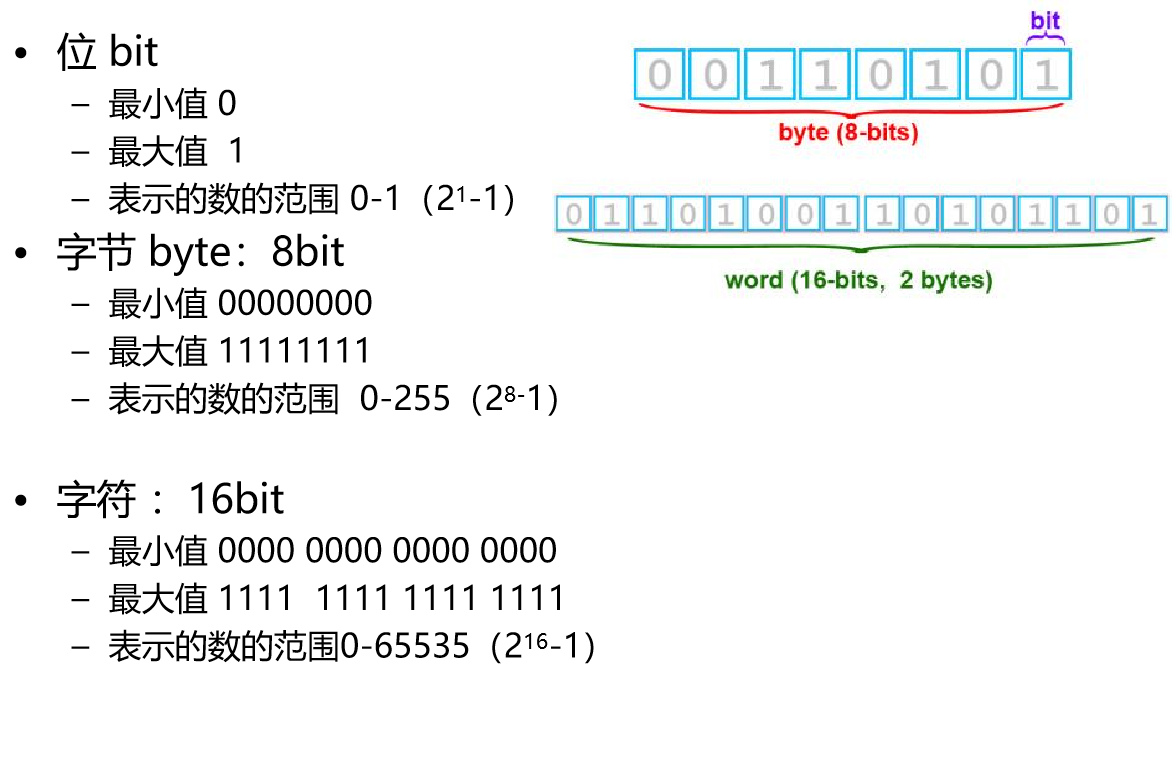 • 位 bit
– 最小值 0
– 最大值 1
– 表示的数的范围 0-1（2¹-1）
• 字节 byte：8bit
– 最小值 00000000
– 最大值 11111111
– 表示的数的范围 0-255（2⁸⁻1）
• 字符 ：16bit
– 最小值 0000 0000 0000 0000
– 最大值 1111 1111 1111 1111
– 表示的数的范围0-65535（2¹⁶-1）
bit
0 0 1 1 0 1 0 1
byte (8-bits)
0 1 1 0 1 0 0 1 1 0 1 0 1 1 0 1
word (16-bits, 2 bytes)